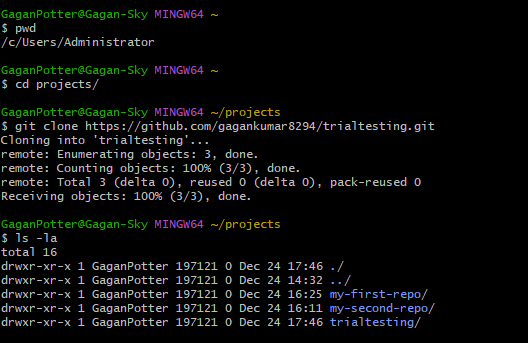 GaganPotter@Gagan-Sky MINGW64 ~
$ pwd
/c/Users/Administrator
GaganPotter@Gagan-Sky MINGW64 ~
$ cd projects/
GaganPotter@Gagan-Sky MINGW64 ~/projects
$ git clone https://github.com/gagankumar8294/trialtesting.git
Cloning into 'trialtesting'...
remote: Enumerating objects: 3, done.
remote: Counting objects: 100% (3/3), done.
remote: Total 3 (delta 0), reused 0 (delta 0), pack-reused 0
Receiving objects: 100% (3/3), done.
GaganPotter@Gagan-Sky MINGW64 ~/projects
$ ls -la
total 16
drwxr-xr-x 1 GaganPotter 197121 0 Dec 24 17:46 ./
drwxr-xr-x 1 GaganPotter 197121 0 Dec 24 14:32 ../
drwxr-xr-x 1 GaganPotter 197121 0 Dec 24 16:25 my-first-repo/
drwxr-xr-x 1 GaganPotter 197121 0 Dec 24 16:11 my-second-repo/
drwxr-xr-x 1 GaganPotter 197121 0 Dec 24 17:46 trialtesting/